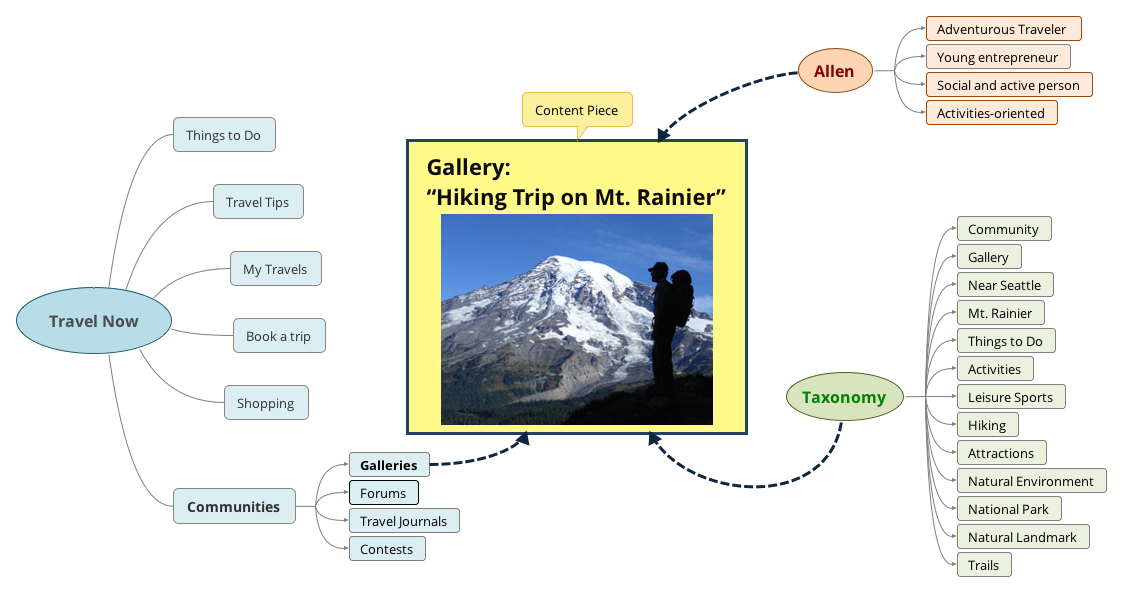 Adventurous Traveler
Young entrepreneur
Social and active person
Activities-oriented
Allen
Content Piece
Gallery:
“Hiking Trip on Mt. Rainier”
Things to Do
Travel Tips
My Travels
Travel Now
Book a trip
Shopping
Communities
Galleries
Forums
Travel Journals
Contests
Taxonomy
Community
Gallery
Near Seattle
Mt. Rainier
Things to Do
Activities
Leisure Sports
Hiking
Attractions
Natural Environment
National Park
Natural Landmark
Trails